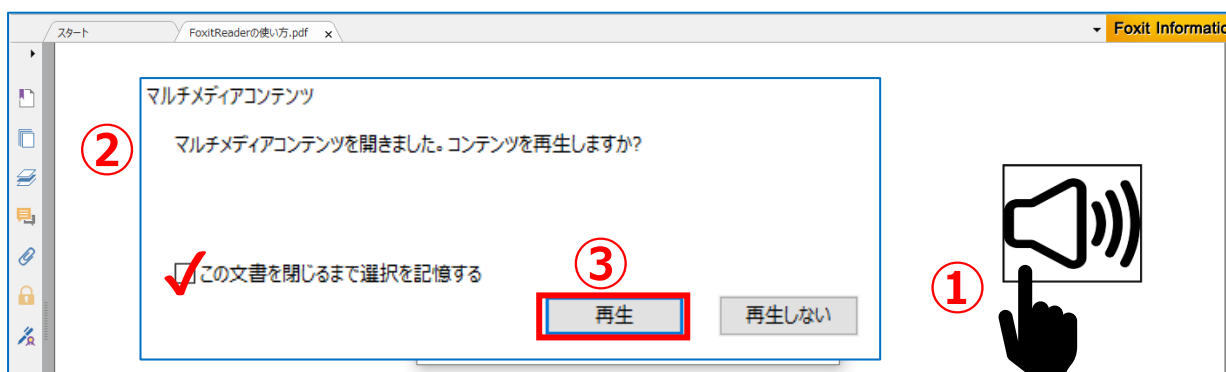 スタート
FoxitReaderの使い方.pdf x
Foxit Informatio
マルチメディアコンテンツ
② マルチメディアコンテンツを開きました。コンテンツを再生しますか?
この文書を閉じるまで選択を記憶する
③
①
再生
再生しない